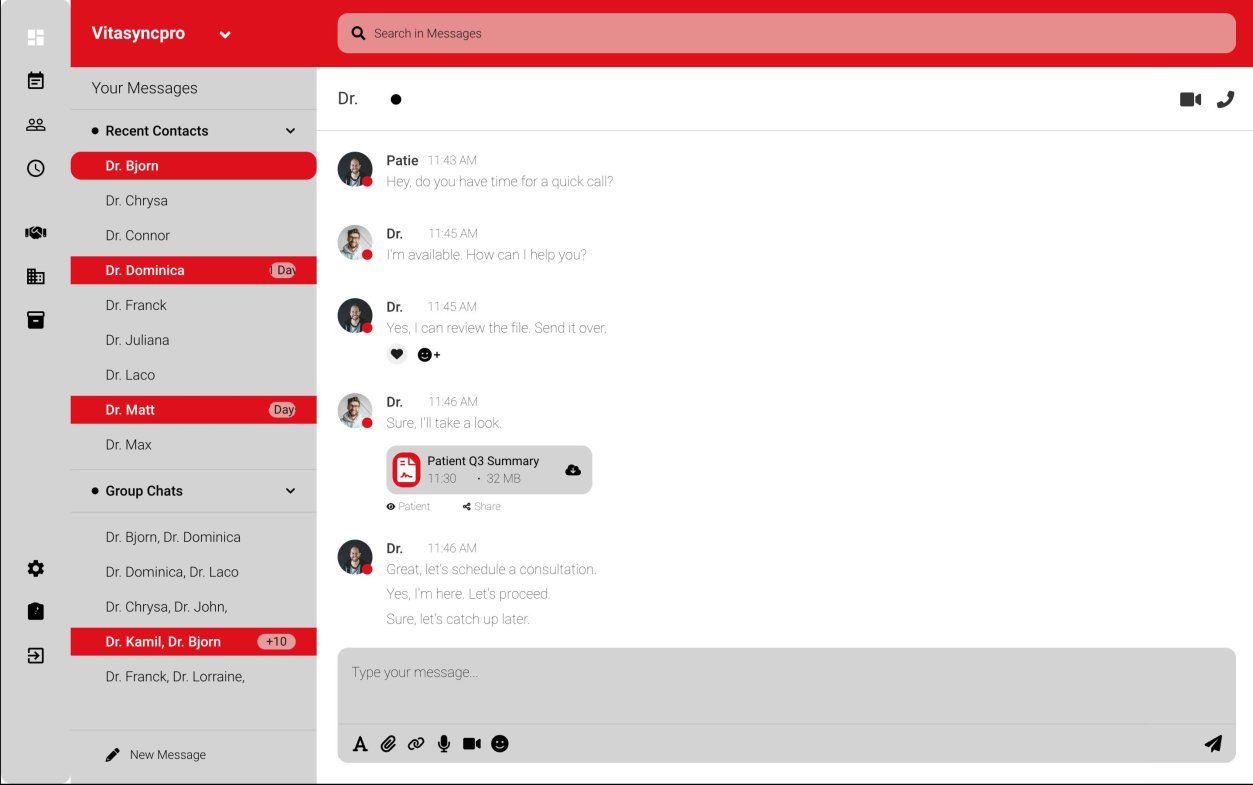 Vitasyncpro
Search in Messages
Your Messages
Recent Contacts
Dr. Bjorn
Dr. Chrysa
Dr. Connor
Dr. Dominica
Day
Dr. Franck
Dr. Juliana
Dr. Laco
Dr. Matt
Day
Dr. Max
Group Chats
Dr. Bjorn, Dr. Dominica
Dr. Dominica, Dr. Laco
Dr. Chrysa, Dr. John,
Dr. Kamil, Dr. Bjorn +10
Dr. Franck, Dr. Lorraine,
New Message
Dr.
Patie 11:43 AM
Hey, do you have time for a quick call?
Dr. 11:45 AM
I'm available. How can I help you?
Dr. 11:45 AM
Yes, I can review the file. Send it over.
Dr. 11:46 AM
Sure, I'll take a look.
Patient Q3 Summary
11:30 · 32 MB
Patient Share
Dr. 11:46 AM
Great, let's schedule a consultation.
Yes, I'm here. Let's proceed.
Sure, let's catch up later.
Type your message...